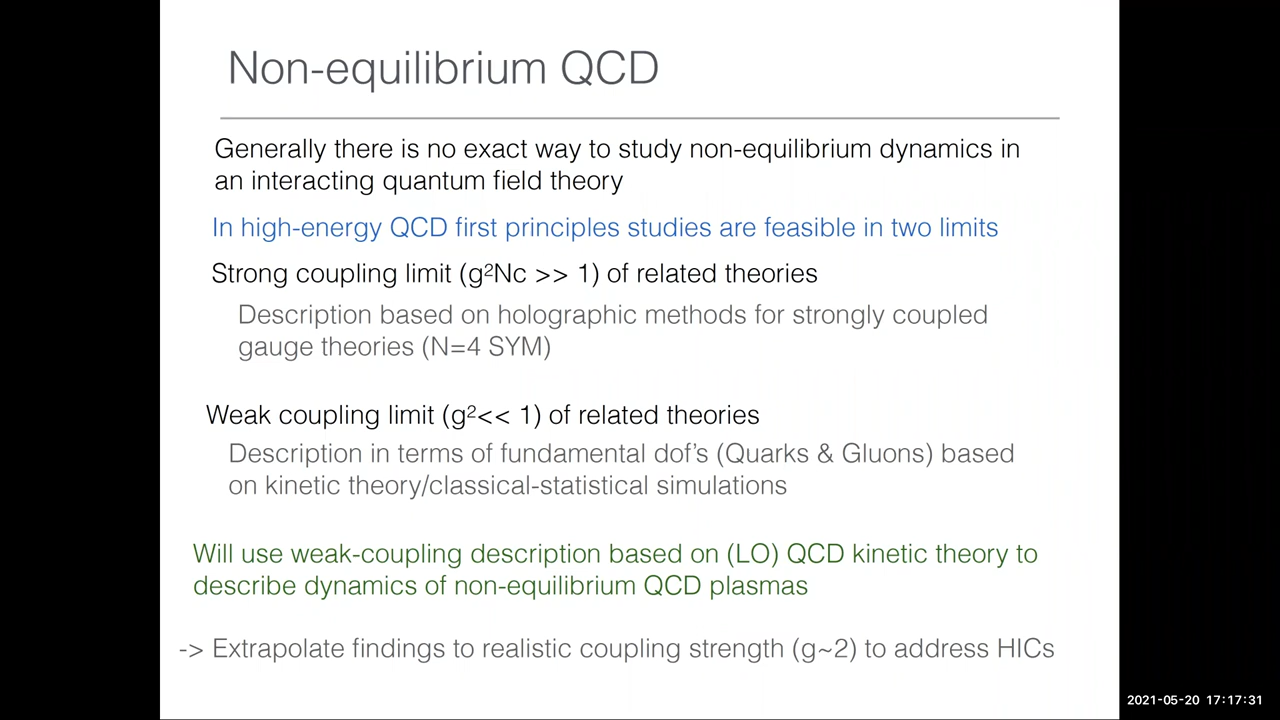 Non-equilibrium QCD
Generally there is no exact way to study non-equilibrium dynamics in
an interacting quantum field theory
In high-energy QCD first principles studies are feasible in two limits
Strong coupling limit (g²Nc >> 1) of related theories
Description based on holographic methods for strongly coupled
gauge theories (N=4 SYM)
Weak coupling limit (g²<< 1) of related theories
Description in terms of fundamental dof's (Quarks & Gluons) based
on kinetic theory/classical-statistical simulations
Will use weak-coupling description based on (LO) QCD kinetic theory to
describe dynamics of non-equilibrium QCD plasmas
-> Extrapolate findings to realistic coupling strength (g~2) to address HICs
2021-05-20 17:17:31